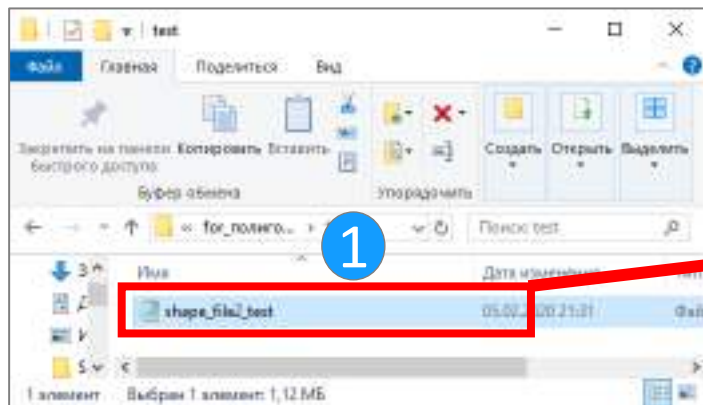 test
Файл Главная Поделиться Вид
Закрепить на панели быстрого доступа
Копировать
Вставить
Создать
Открыть
Выделить
Буфер обмена
Упорядочить
« for_полиго...
Поиск: test
1
Имя
Дата изменения
shape_file2_test
05.02.2020 21:31
1 элемент Выбран 1 элемент: 1,12 МБ